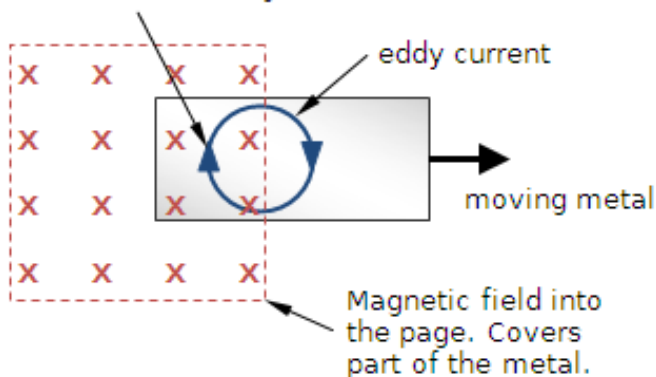 x x x x
eddy current
x x x x
moving metal
x x x x
x x x x
Magnetic field into
the page. Covers
part of the metal.